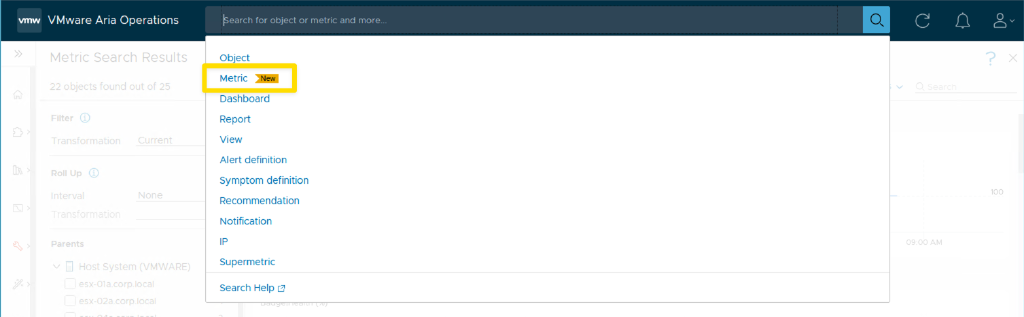 vmw VMware Aria Operations
Search for object or metric and more...
Metric Search Results
22 objects found out of 25
Search
Filter
Transformation Current
Roll Up
Interval None
Transformation
Parents
Host System (VMWARE)
esx-01a.corp.local
esx-02a.corp.local
Object
Metric New
Dashboard
Report
View
Alert definition
Symptom definition
Recommendation
Notification
IP
Supermetric
Search Help
100
09:00 AM